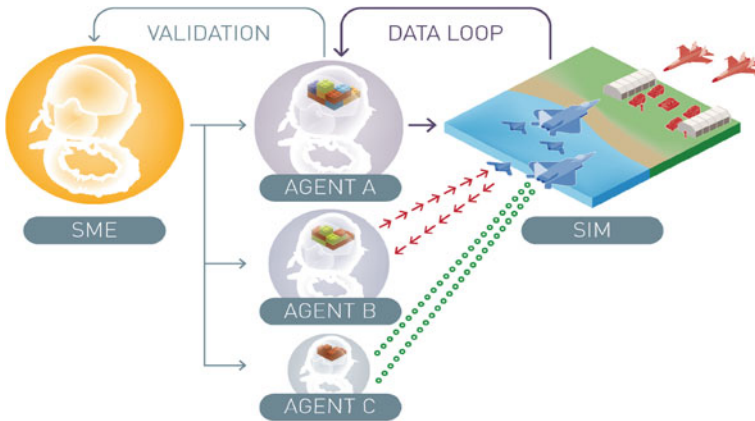 VALIDATION
DATA LOOP
AGENT A
SME
SIM
AGENT B
AGENT C